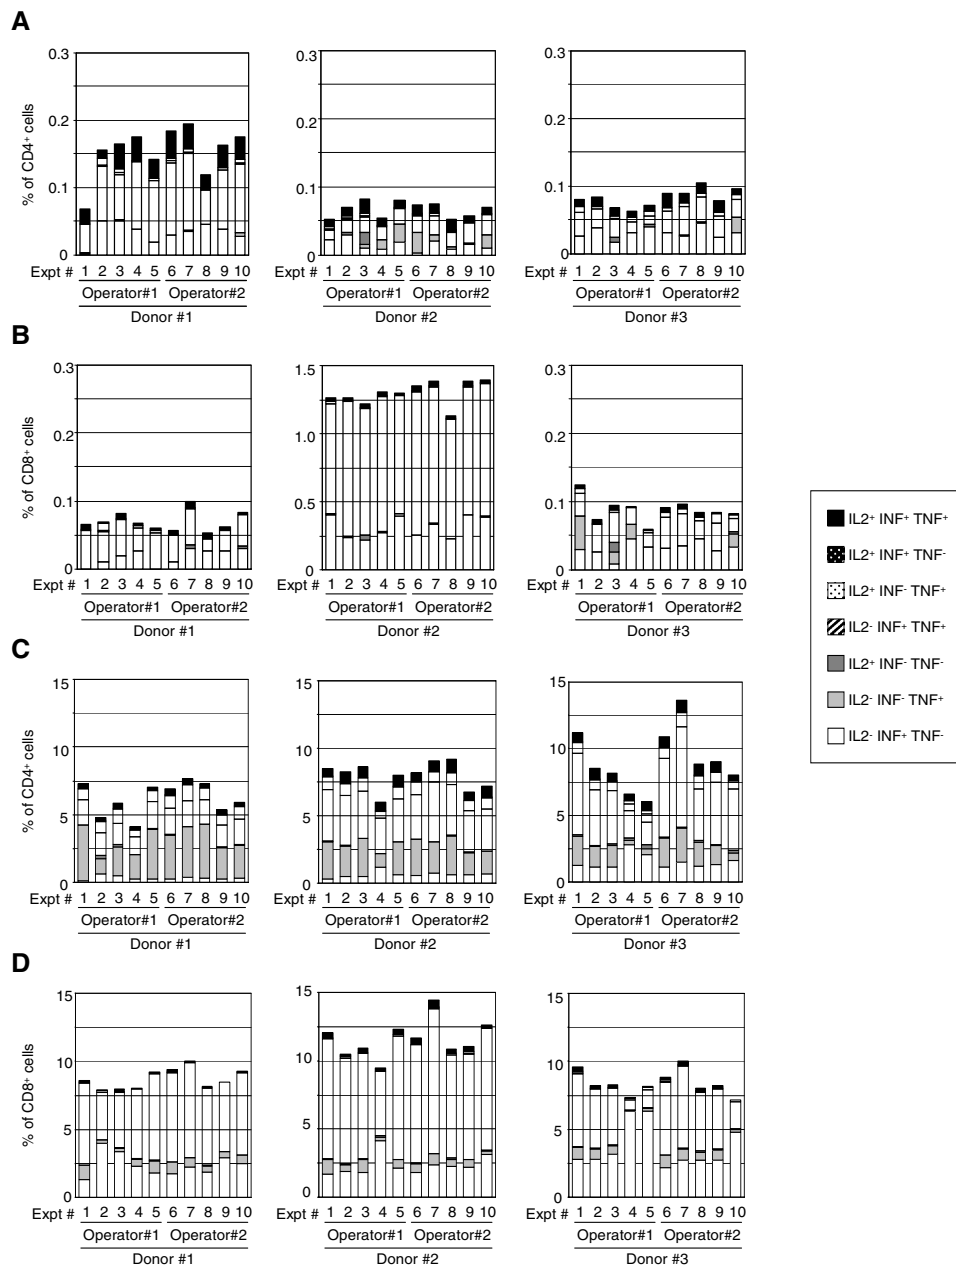 A
0.3 0.3 0.3
0.2 0.2 0.2
0.1 0.1 0.1
0 0 0
% of CD4⁺ cells
Expt # 1 2 3 4 5 6 7 8 9 10 1 2 3 4 5 6 7 8 9 10 1 2 3 4 5 6 7 8 9 10
Operator#1 Operator#2 Operator#1 Operator#2 Operator#1 Operator#2
Donor #1 Donor #2 Donor #3
B
0.3 1.5 0.3
0.2 1.0 0.2
0.1 0.5 0.1
0 0 0
% of CD8⁺ cells
Expt # 1 2 3 4 5 6 7 8 9 10 1 2 3 4 5 6 7 8 9 10 1 2 3 4 5 6 7 8 9 10
Operator#1 Operator#2 Operator#1 Operator#2 Operator#1 Operator#2
Donor #1 Donor #2 Donor #3
IL2⁺ INF⁺ TNF⁺
IL2⁺ INF⁺ TNF⁻
IL2⁺ INF⁻ TNF⁺
IL2⁻ INF⁺ TNF⁺
IL2⁺ INF⁻ TNF⁻
IL2⁻ INF⁻ TNF⁺
IL2⁻ INF⁺ TNF⁻
C
15 15 15
10 10 10
5 5 5
0 0 0
% of CD4⁺ cells
Expt # 1 2 3 4 5 6 7 8 9 10 Expt # 1 2 3 4 5 6 7 8 9 10 Expt # 1 2 3 4 5 6 7 8 9 10
Operator#1 Operator#2 Operator#1 Operator#2 Operator#1 Operator#2
Donor #1 Donor #2 Donor #3
D
15 15 15
10 10 10
5 5 5
0 0 0
% of CD8⁺ cells
Expt # 1 2 3 4 5 6 7 8 9 10 Expt # 1 2 3 4 5 6 7 8 9 10 Expt # 1 2 3 4 5 6 7 8 9 10
Operator#1 Operator#2 Operator#1 Operator#2 Operator#1 Operator#2
Donor #1 Donor #2 Donor #3